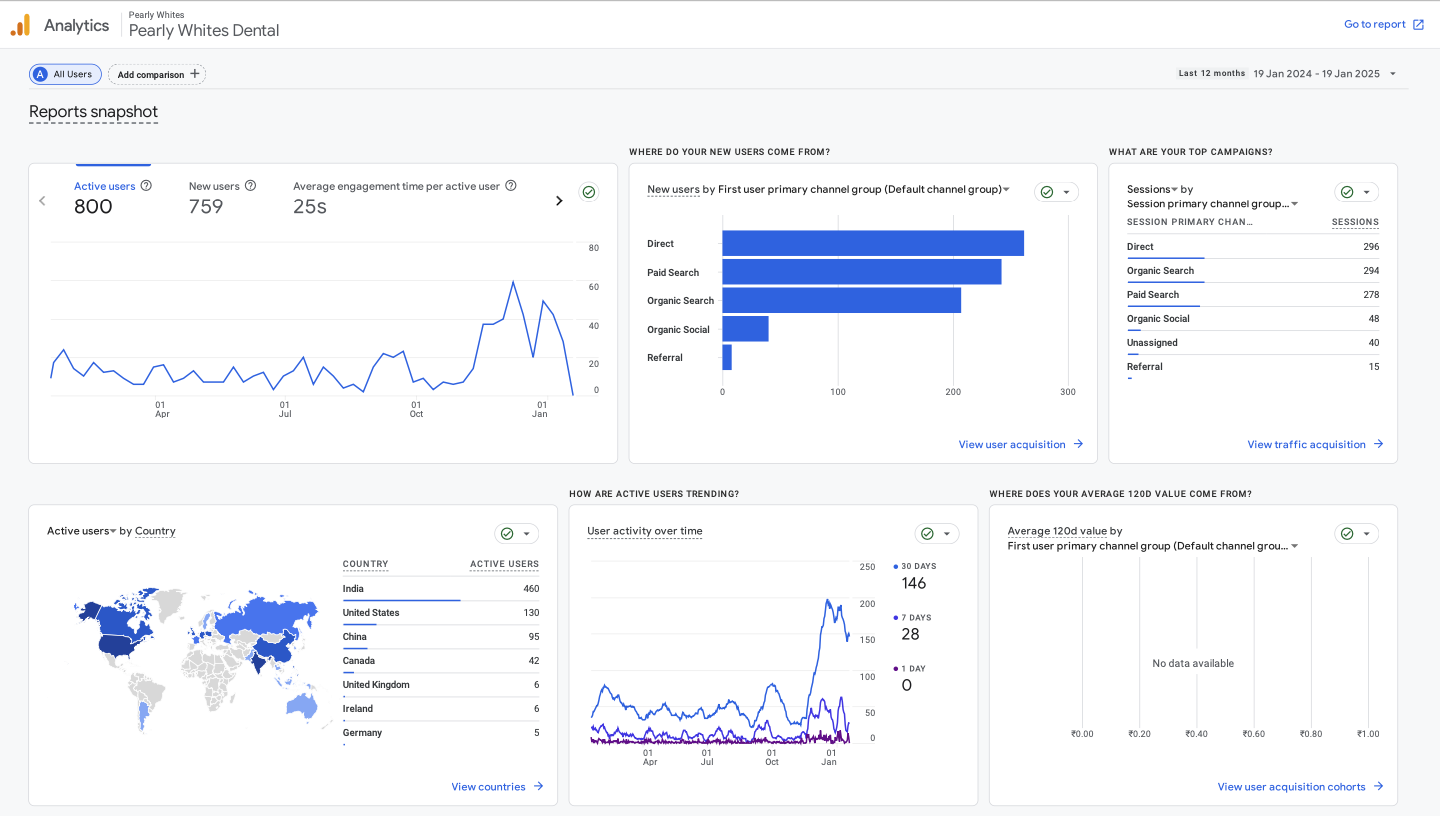 Analytics
Pearly Whites
Pearly Whites Dental
Go to report
A All Users
Add comparison
Last 12 months 19 Jan 2024 - 19 Jan 2025
Reports snapshot
Active users
800
New users
759
Average engagement time per active user
25s
80
60
40
20
0
01
Apr
01
Jul
01
Oct
01
Jan
WHERE DO YOUR NEW USERS COME FROM?
New users by First user primary channel group (Default channel group)
Direct
Paid Search
Organic Search
Organic Social
Referral
0 100 200 300
View user acquisition
WHAT ARE YOUR TOP CAMPAIGNS?
Sessions by
Session primary channel group...
SESSION PRIMARY CHAN... SESSIONS
Direct 296
Organic Search 294
Paid Search 278
Organic Social 48
Unassigned 40
Referral 15
View traffic acquisition
Active users by Country
COUNTRY ACTIVE USERS
India 460
United States 130
China 95
Canada 42
United Kingdom 6
Ireland 6
Germany 5
View countries
HOW ARE ACTIVE USERS TRENDING?
User activity over time
250
200
150
100
50
0
01
Apr
01
Jul
01
Oct
01
Jan
30 DAYS
146
7 DAYS
28
1 DAY
0
WHERE DOES YOUR AVERAGE 120D VALUE COME FROM?
Average 120d value by
First user primary channel group (Default channel grou...
No data available
₹0.00 ₹0.20 ₹0.40 ₹0.60 ₹0.80 ₹1.00
View user acquisition cohorts